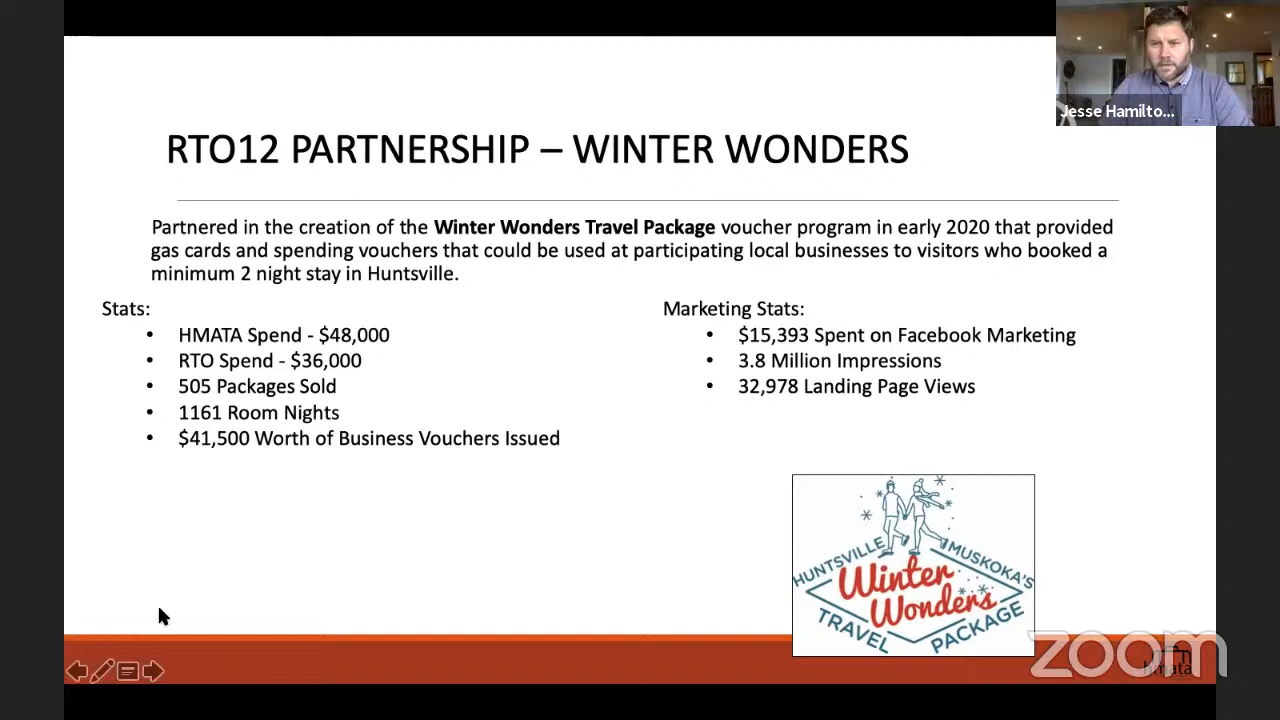 Jesse Hamilto...
RTO12 PARTNERSHIP – WINTER WONDERS
Partnered in the creation of the Winter Wonders Travel Package voucher program in early 2020 that provided
gas cards and spending vouchers that could be used at participating local businesses to visitors who booked a
minimum 2 night stay in Huntsville.
Stats:
• HMATA Spend - $48,000
• RTO Spend - $36,000
• 505 Packages Sold
• 1161 Room Nights
• $41,500 Worth of Business Vouchers Issued
Marketing Stats:
• $15,393 Spent on Facebook Marketing
• 3.8 Million Impressions
• 32,978 Landing Page Views
HUNTSVILLE MUSKOKA'S
Winter
Wonders
TRAVEL PACKAGE
zoom
hmata